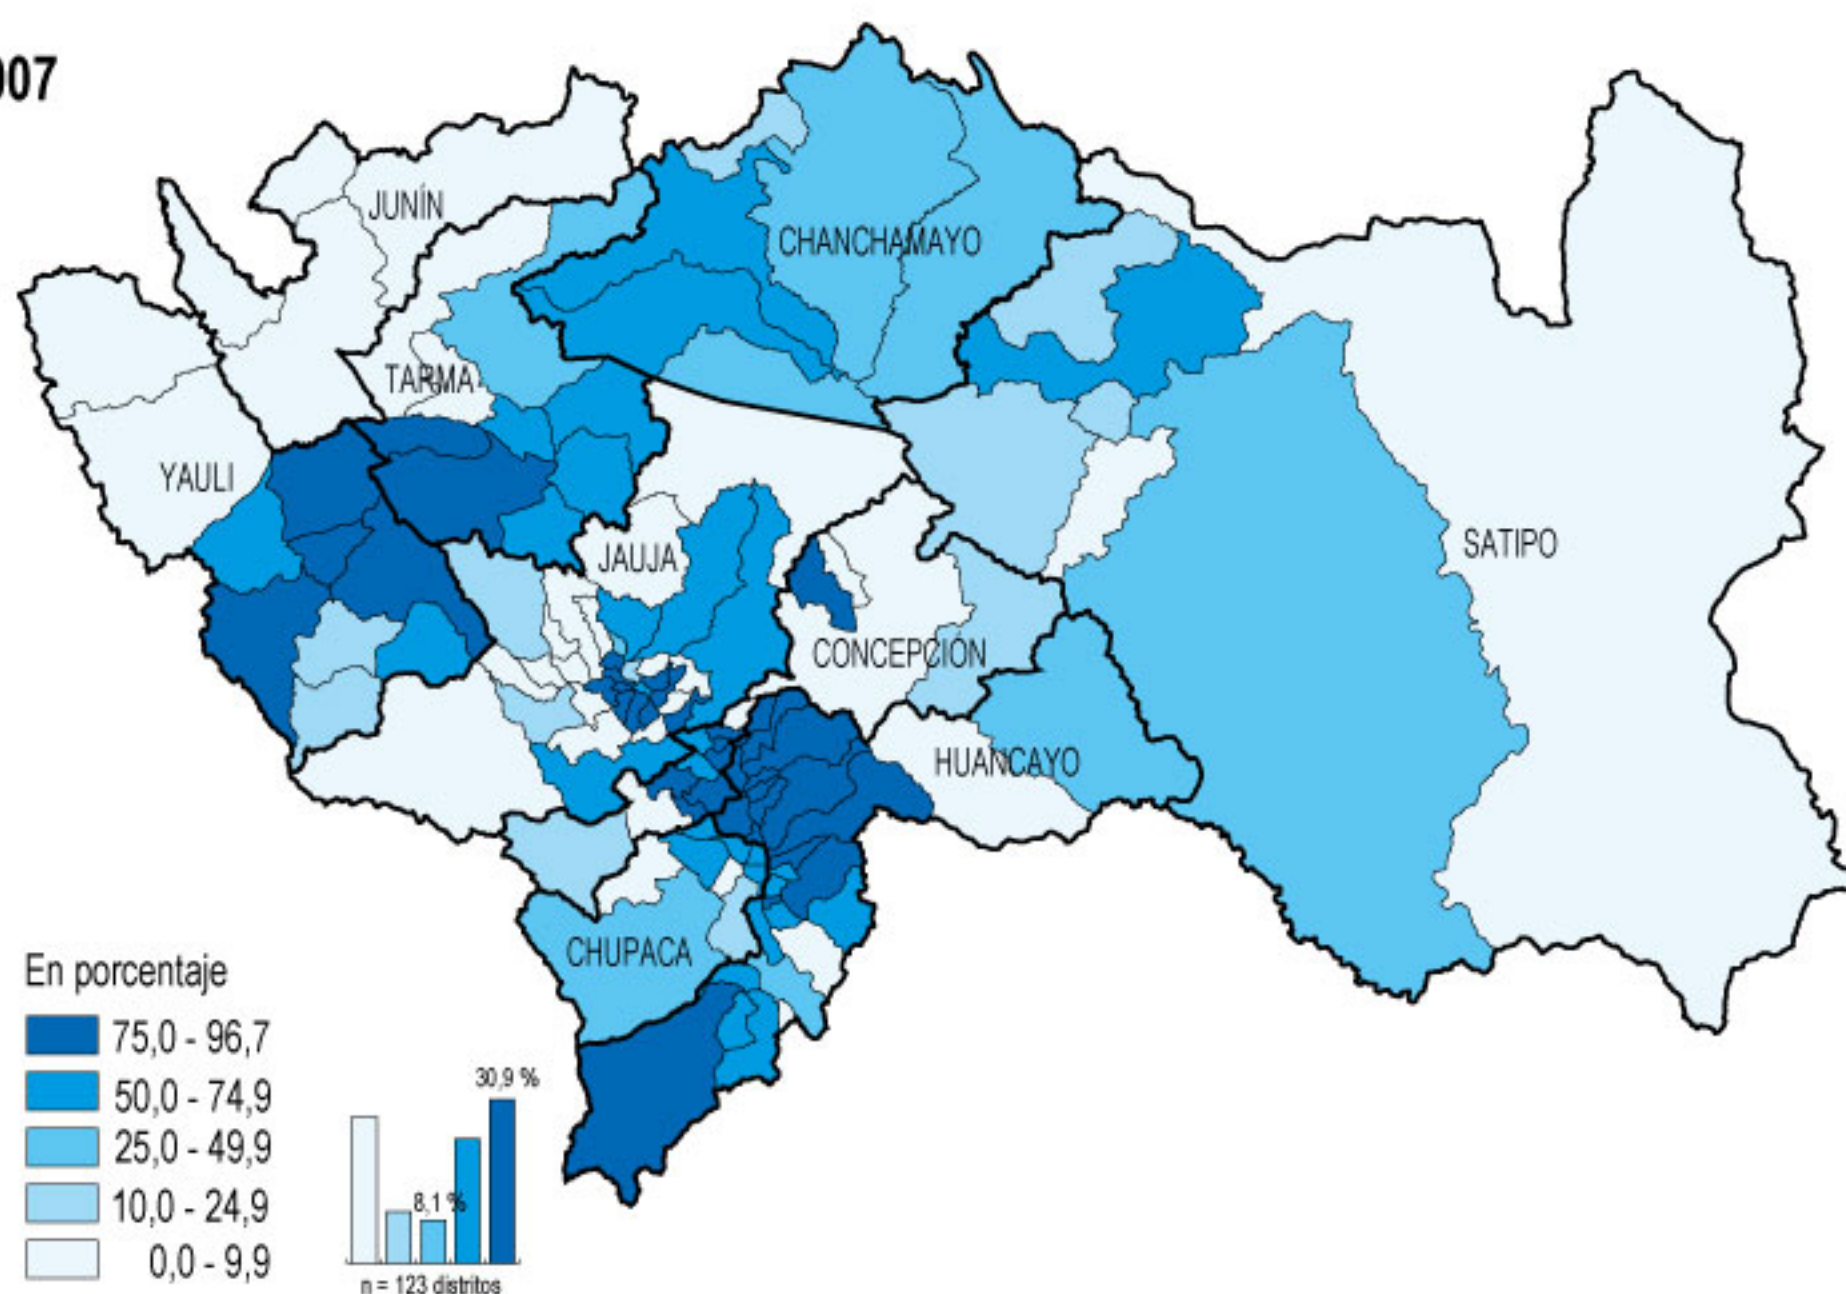 007
JUNÍN
CHANCHAMAYO
TARMA
YAULI
JAUJA
SATIPO
CONCEPCIÓN
HUANCAYO
CHUPACA
En porcentaje
75,0 - 96,7
50,0 - 74,9
25,0 - 49,9
10,0 - 24,9
0,0 - 9,9
30,9 %
8,1 %
n = 123 distritos